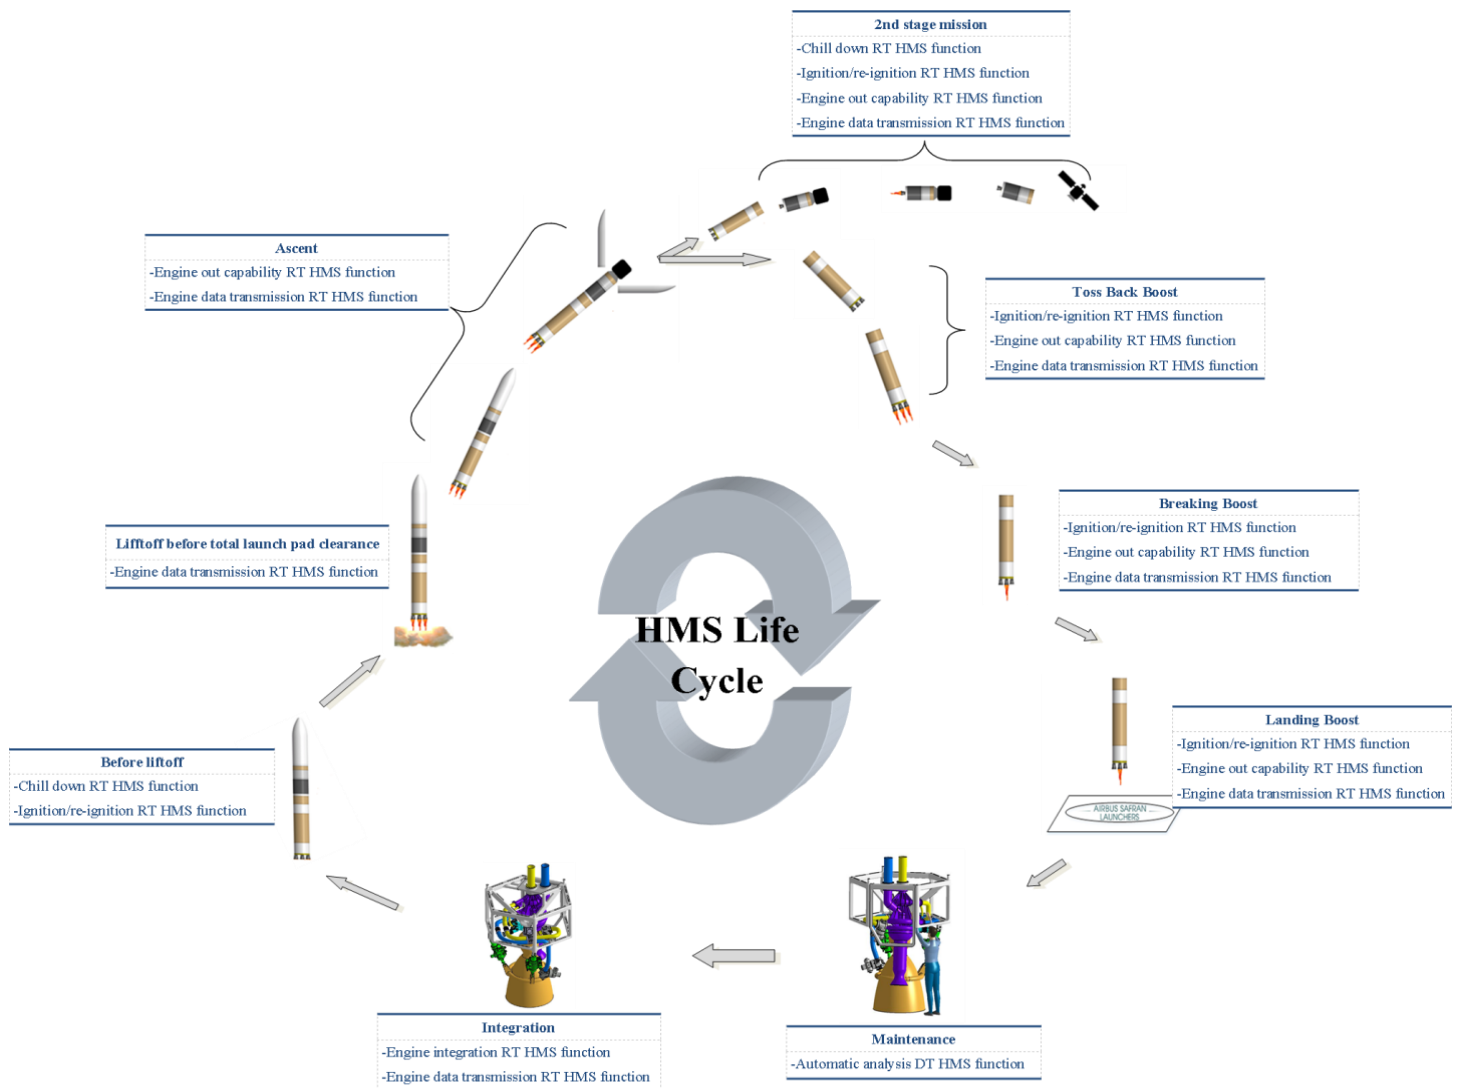 2nd stage mission
-Chill down RT HMS function
-Ignition/re-ignition RT HMS function
-Engine out capability RT HMS function
-Engine data transmission RT HMS function
Ascent
-Engine out capability RT HMS function
-Engine data transmission RT HMS function
Toss Back Boost
-Ignition/re-ignition RT HMS function
-Engine out capability RT HMS function
-Engine data transmission RT HMS function
Breaking Boost
-Ignition/re-ignition RT HMS function
-Engine out capability RT HMS function
-Engine data transmission RT HMS function
Lifftoff before total launch pad clearance
-Engine data transmission RT HMS function
HMS Life
Cycle
Landing Boost
-Ignition/re-ignition RT HMS function
-Engine out capability RT HMS function
-Engine data transmission RT HMS function
AIRBUS SAFRAN
LAUNCHERS
Before liftoff
-Chill down RT HMS function
-Ignition/re-ignition RT HMS function
Integration
-Engine integration RT HMS function
-Engine data transmission RT HMS function
Maintenance
-Automatic analysis DT HMS function